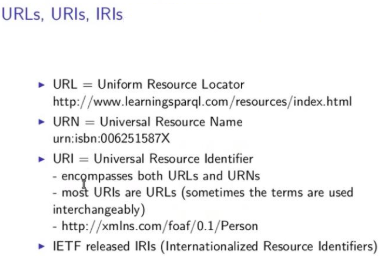 URLs, URIs, IRIs
► URL = Uniform Resource Locator
http://www.learningsparql.com/resources/index.html
► URN = Universal Resource Name
urn:isbn:006251587X
► URI = Universal Resource Identifier
- encompasses both URLs and URNs
- most URIs are URLs (sometimes the terms are used
interchangeably)
- http://xmlns.com/foaf/0.1/Person
► IETF released IRIs (Internationalized Resource Identifiers)